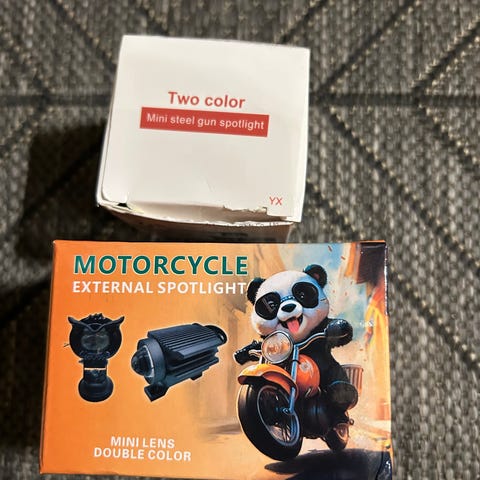 Two color
Mini steel gun spotlight
YX
MOTORCYCLE
EXTERNAL SPOTLIGHT
MINI LENS
DOUBLE COLOR